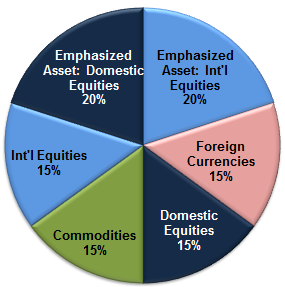 Emphasized
Asset: Domestic
Equities
20%
Emphasized
Asset: Int'l
Equities
20%
Foreign
Currencies
15%
Domestic
Equities
15%
Commodities
15%
Int'l Equities
15%